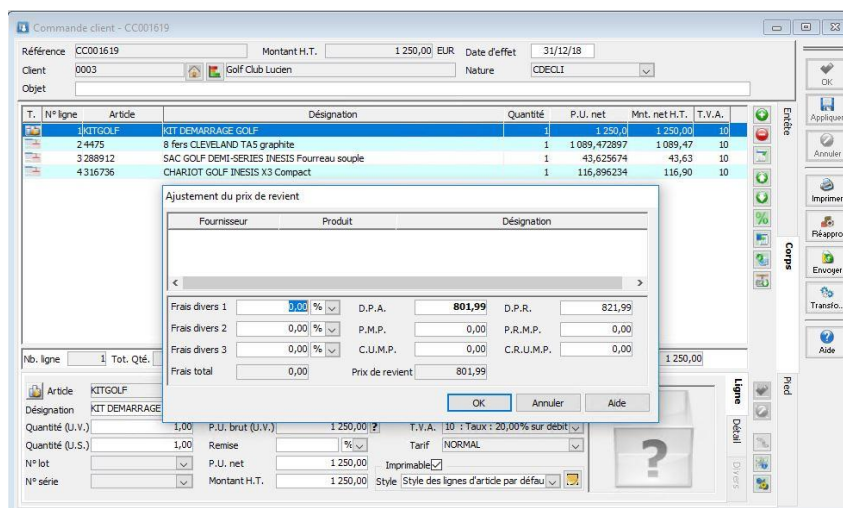 Commande client - CC001619
Référence CC001619 Montant H.T. 1 250,00 EUR Date d'effet 31/12/18
Client 0003 Golf Club Lucien Nature CDECLI
Objet
OK
Appliquer
Annuler
Imprimer
Réappro
Envoyer
Transfo..
Aide
Entête
Corps
Pied
T. N° ligne Article Désignation Quantité P.U. net Mnt. net H.T. T.V.A.
1 KITGOLF KIT DEMARRAGE GOLF 1 1 250,0 1 250,00 10
2 4475 8 fers CLEVELAND TA5 graphite 1 1 089,472897 1 089,47 10
3 288912 SAC GOLF DEMI-SERIES INESIS Fourreau souple 1 43,625674 43,63 10
4 316736 CHARIOT GOLF INESIS X3 Compact 1 116,896234 116,90 10
Ajustement du prix de revient
Fournisseur Produit Désignation
Frais divers 1 0,00 % D.P.A. 801,99 D.P.R. 821,99
Frais divers 2 0,00 % P.M.P. 0,00 P.R.M.P. 0,00
Frais divers 3 0,00 % C.U.M.P. 0,00 C.R.U.M.P. 0,00
Frais total 0,00 Prix de revient 801,99
OK Annuler Aide
Nb. ligne 1 Tot. Qté. 1 250,00
Article KITGOLF
Désignation KIT DEMARRAGE
Quantité (U.V.) 1,00 P.U. brut (U.V.) 1 250,00 ? T.V.A. 10 : Taux : 20,00% sur débit
Quantité (U.S.) 1,00 Remise % Tarif NORMAL
N° lot P.U. net 1 250,00 Imprimable
N° série Montant H.T. 1 250,00 Style Style des lignes d'article par défau
?
Ligne
Détail
Divers